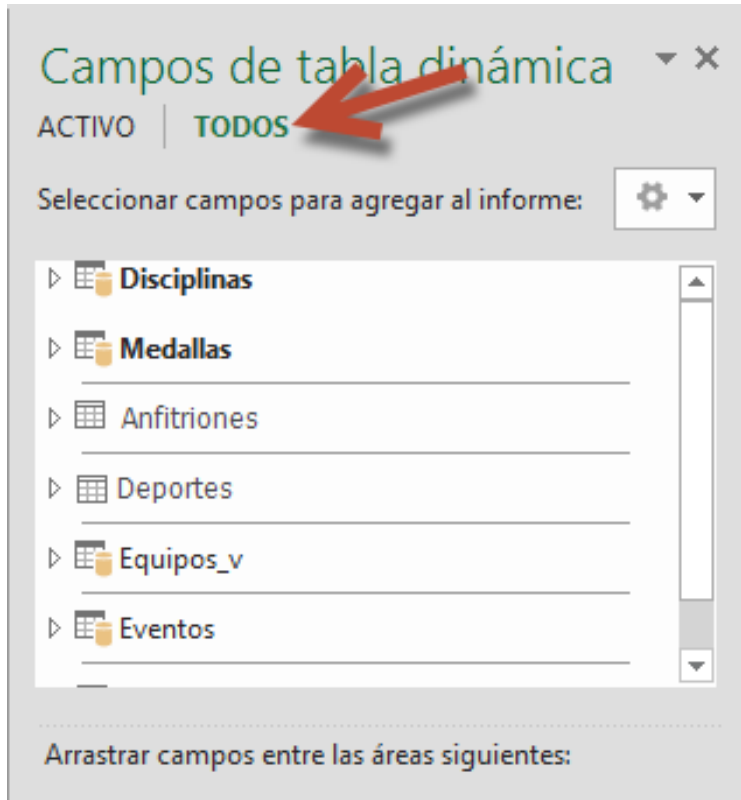 Campos de tabla dinámica
ACTIVO TODOS
Seleccionar campos para agregar al informe:
Disciplinas
Medallas
Anfitriones
Deportes
Equipos_v
Eventos
Arrastrar campos entre las áreas siguientes: